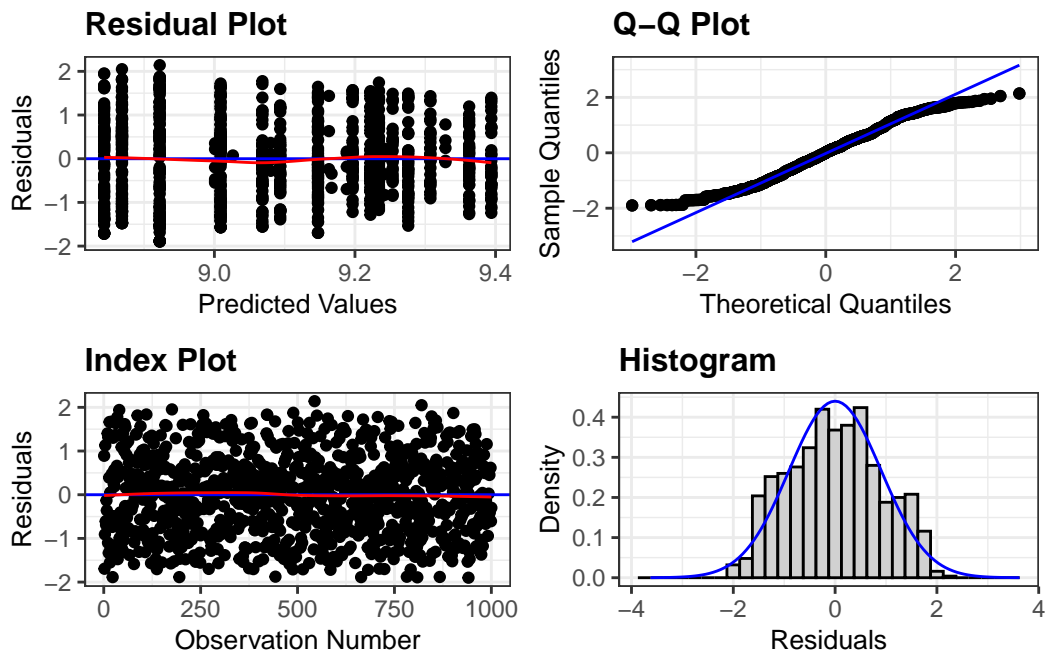 Residual Plot
Residuals
2
1
0
−1
−2
9.0 9.2 9.4
Predicted Values
Q−Q Plot
Sample Quantiles
2
0
−2
−2 0 2
Theoretical Quantiles
Index Plot
Residuals
2
1
0
−1
−2
0 250 500 750 1000
Observation Number
Histogram
Density
0.4
0.3
0.2
0.1
0.0
−4 −2 0 2 4
Residuals